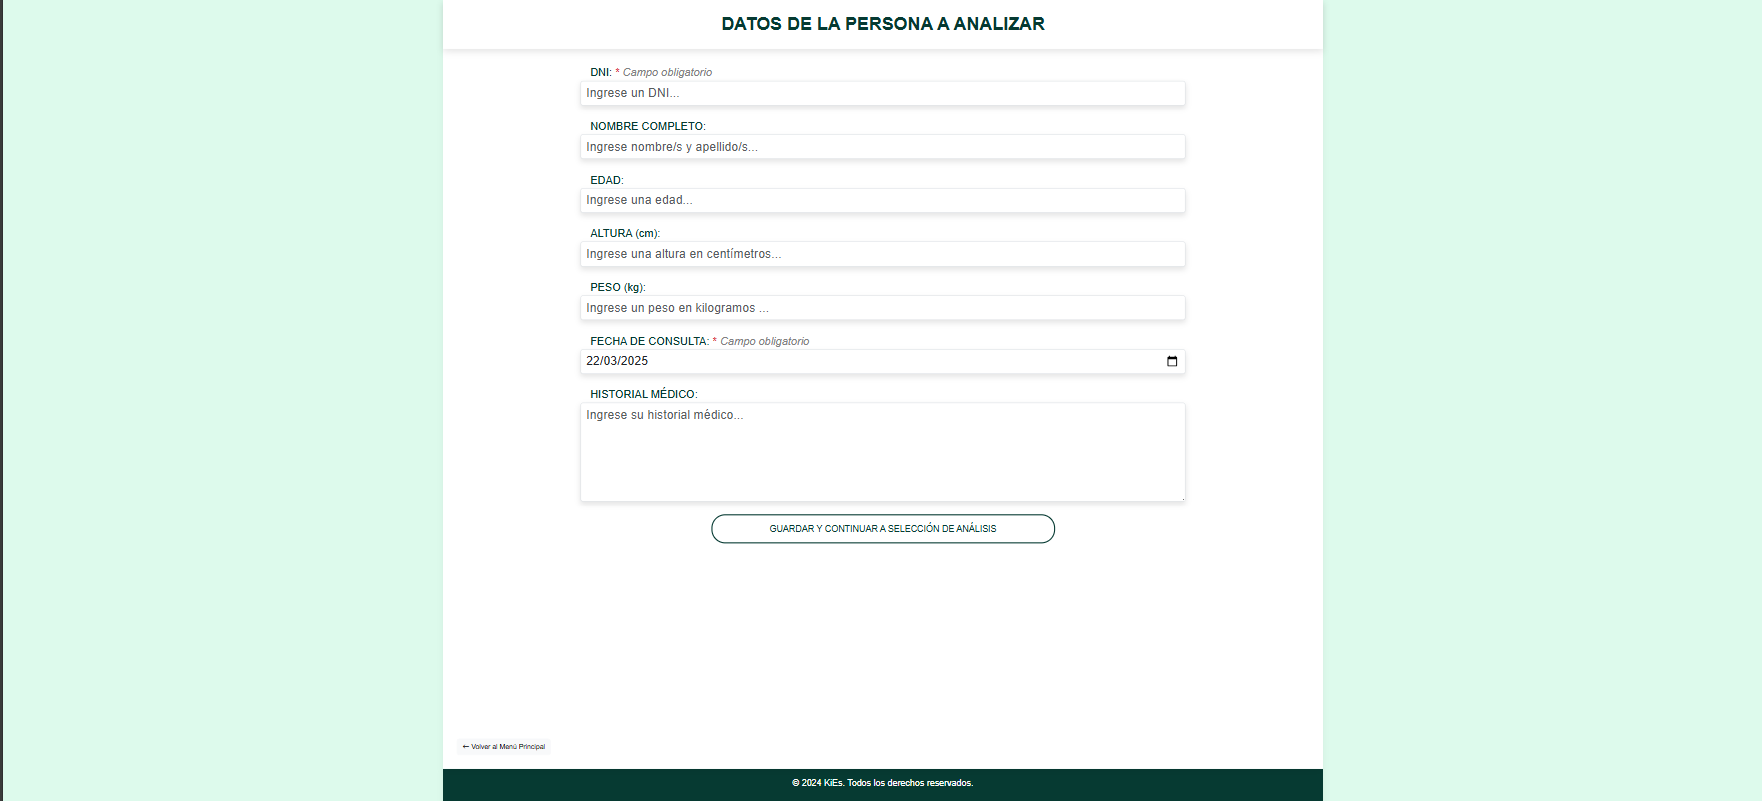 DATOS DE LA PERSONA A ANALIZAR
DNI: * Campo obligatorio
Ingrese un DNI...
NOMBRE COMPLETO:
Ingrese nombre/s y apellido/s...
EDAD:
Ingrese una edad...
ALTURA (cm):
Ingrese una altura en centímetros...
PESO (kg):
Ingrese un peso en kilogramos ...
FECHA DE CONSULTA: * Campo obligatorio
22/03/2025
HISTORIAL MÉDICO:
Ingrese su historial médico...
GUARDAR Y CONTINUAR A SELECCIÓN DE ANÁLISIS
← Volver al Menú Principal
© 2024 KiEs. Todos los derechos reservados.